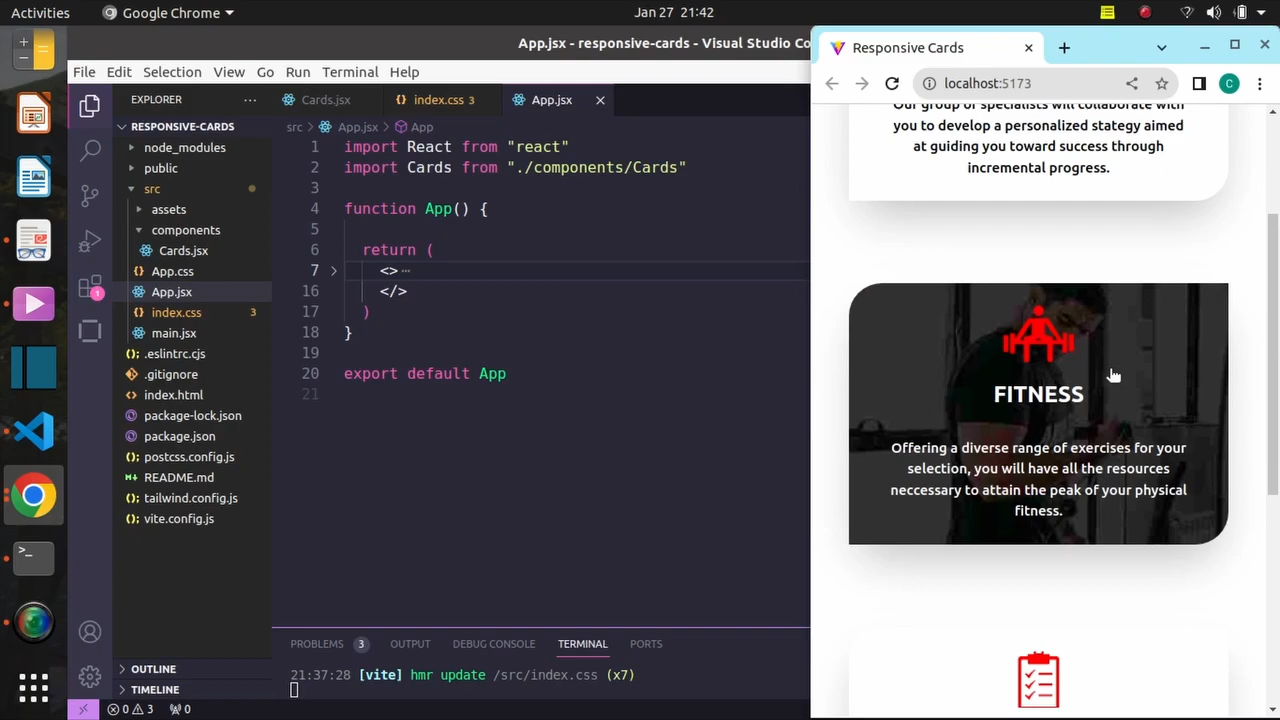 Activities
Google Chrome
Jan 27 21:42
App.jsx - responsive-cards - Visual Studio Co
File Edit Selection View Go Run Terminal Help
EXPLORER
RESPONSIVE-CARDS
node_modules
public
src
assets
components
Cards.jsx
App.css
App.jsx
index.css 3
main.jsx
.eslintrc.cjs
.gitignore
index.html
package-lock.json
package.json
postcss.config.js
README.md
tailwind.config.js
vite.config.js
OUTLINE
TIMELINE
1
Cards.jsx
index.css 3
App.jsx
src > App.jsx > App
1 import React from "react"
2 import Cards from "./components/Cards"
3
4 function App() {
5
6 return (
7 <> ...
16 </>
17 )
18 }
19
20 export default App
21
PROBLEMS 3 OUTPUT DEBUG CONSOLE TERMINAL PORTS
21:37:28 [vite] hmr update /src/index.css (x7)
0 3 0
Responsive Cards
localhost:5173
C
Our group of specialists will collaborate with
you to develop a personalized stategy aimed
at guiding you toward success through
incremental progress.
FITNESS
Offering a diverse range of exercises for your
selection, you will have all the resources
neccessary to attain the peak of your physical
fitness.